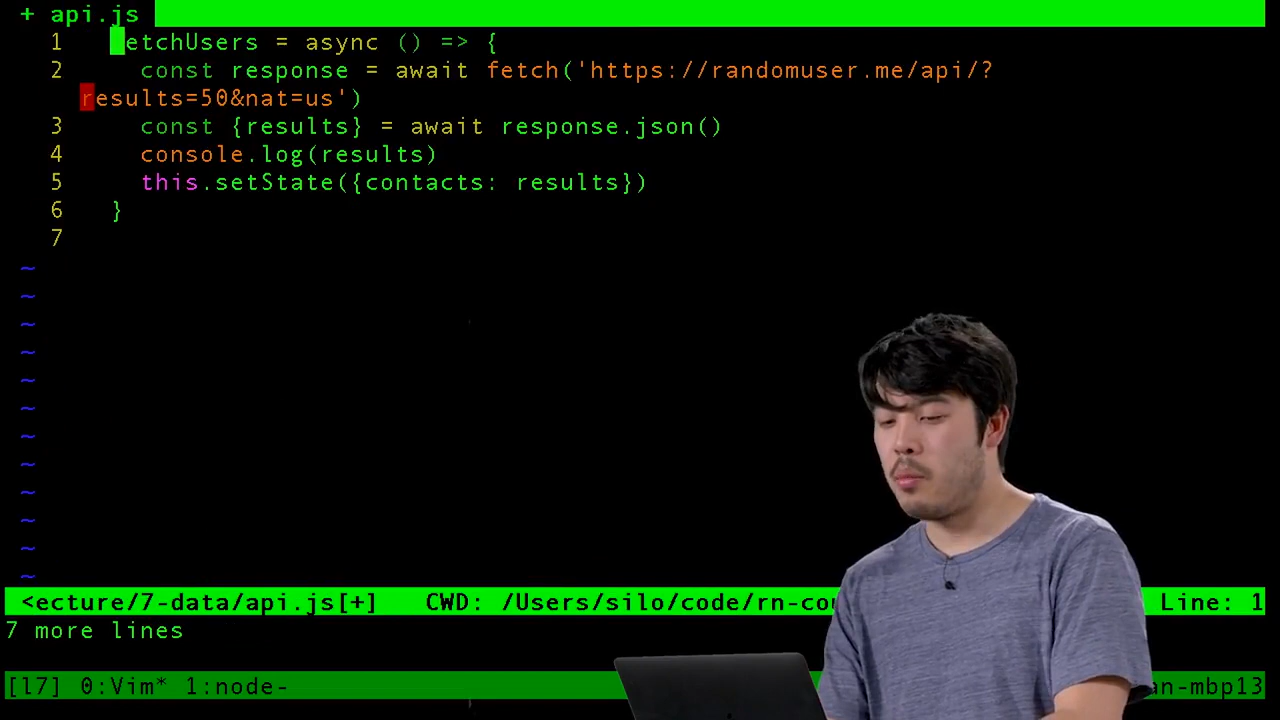 + api.js
1 etchUsers = async () => {
2 const response = await fetch('https://randomuser.me/api/?
results=50&nat=us')
3 const {results} = await response.json()
4 console.log(results)
5 this.setState({contacts: results})
6 }
7
~
~
~
~
~
~
~
~
~
~
~
~
<ecture/7-data/api.js[+] CWD: /Users/silo/code/rn-cou Line: 1
7 more lines
[l7] 0:Vim* 1:node- an-mbp13